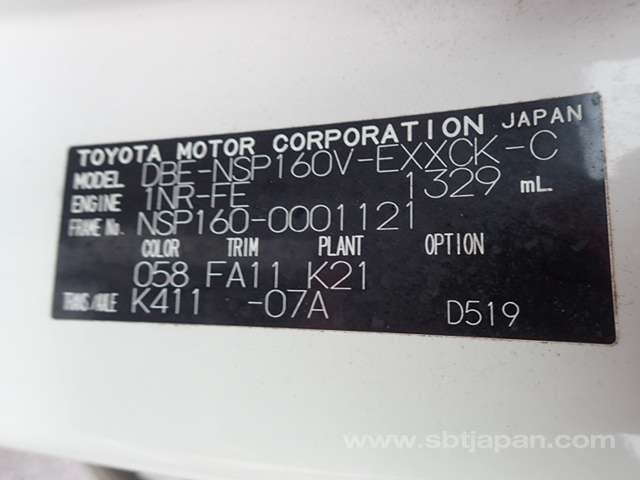 TOYOTA MOTOR CORPORATION JAPAN
MODEL DBE-NSP160V-EXXCK-C
ENGINE 1NR-FE 1329 mL.
FRAME No. NSP160-0001121
COLOR TRIM PLANT OPTION
058 FA11 K21
TRANS/AXLE K411 -07A D519
www.sbtjapan.com